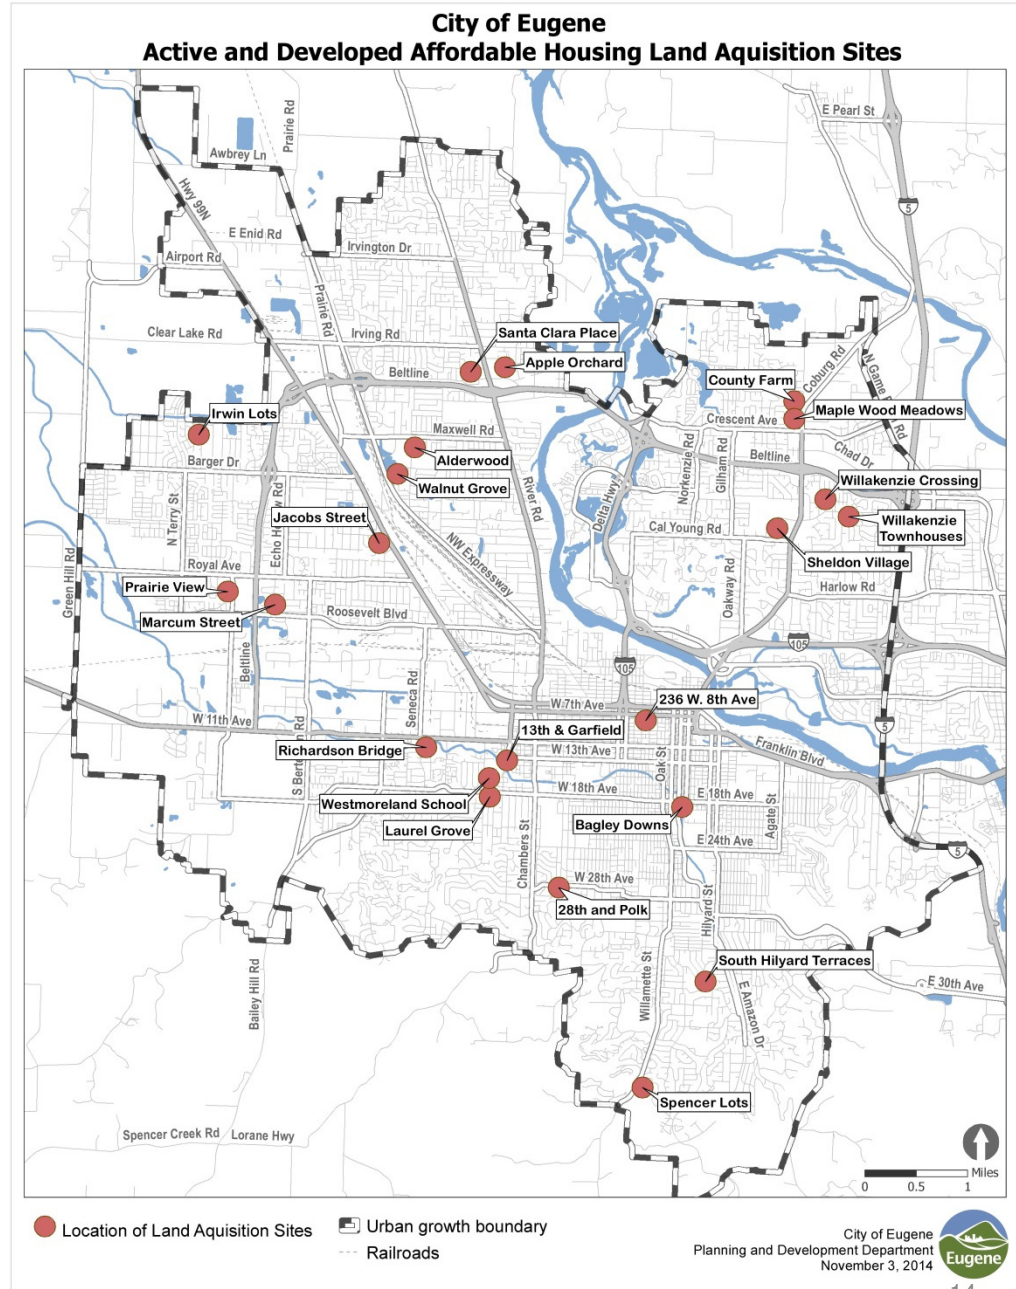 City of Eugene
Active and Developed Affordable Housing Land Aquisition Sites
E Pearl St
Prairie Rd
Awbrey Ln
Hwy 99N
5
E Enid Rd
Irvington Dr
Airport Rd
Prairie Rd
Clear Lake Rd
Irving Rd
Santa Clara Place
Apple Orchard
Beltline
Coburg Rd
County Farm
Maple Wood Meadows
Crescent Ave
Irwin Lots
Maxwell Rd
Alderwood
Barger Dr
Walnut Grove
River Rd
Delta Hwy
Norkenzie Rd
Gilham Rd
Beltline
Chad Dr
Willakenzie Crossing
N Terry St
Jacobs Street
NW Expressway
Cal Young Rd
Willakenzie
Townhouses
Sheldon Village
Green Hill Rd
Royal Ave
Prairie View
Marcum Street
Roosevelt Blvd
Oakway Rd
Harlow Rd
105
105
Beltline
Seneca Rd
W 11th Ave
W 7th Ave
236 W. 8th Ave
13th & Garfield
W 13th Ave
Richardson Bridge
Oak St
Franklin Blvd
5
Westmoreland School
W 18th Ave
E 18th Ave
Laurel Grove
Bagley Downs
Agate St
E 24th Ave
5
Chambers St
W 28th Ave
28th and Polk
Hilyard St
South Hilyard Terraces
Bailey Hill Rd
Willamette St
E Amazon Dr
E 30th Ave
Spencer Lots
Spencer Creek Rd
Lorane Hwy
Miles
0
0.5
1
Location of Land Aquisition Sites
Urban growth boundary
Railroads
City of Eugene
Planning and Development Department
November 3, 2014
Eugene